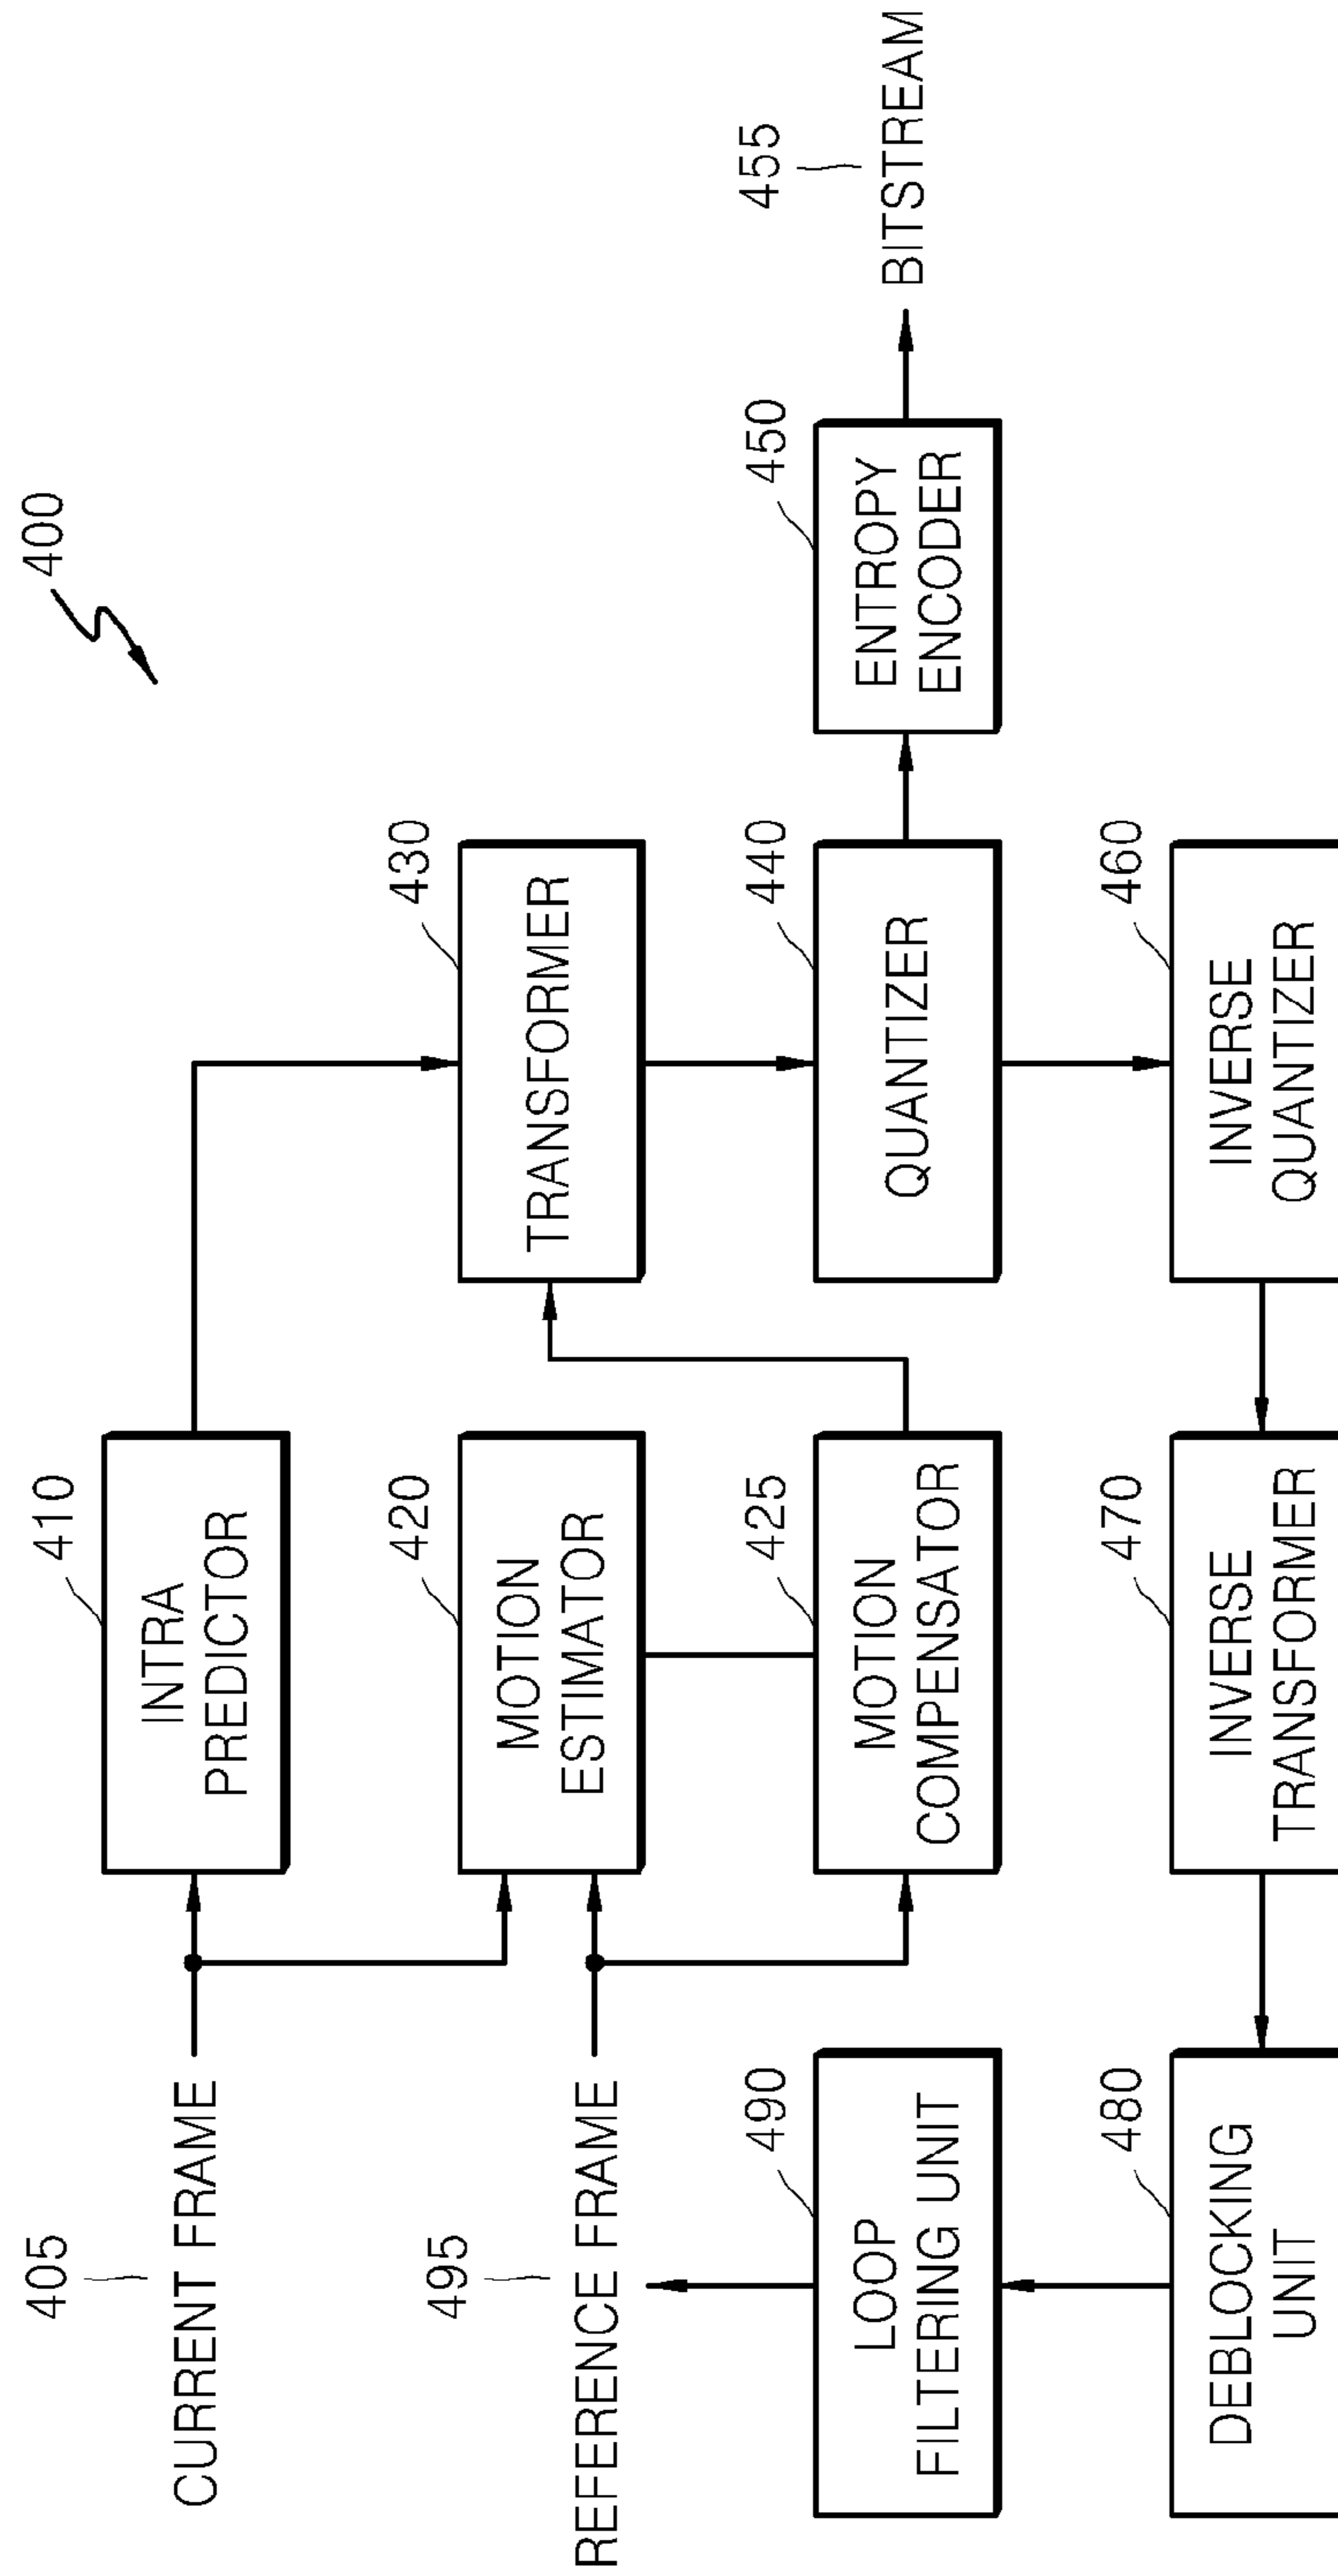 400
405
CURRENT FRAME
410
INTRA
PREDICTOR
495
REFERENCE FRAME
420
MOTION
ESTIMATOR
430
TRANSFORMER
490
LOOP
FILTERING UNIT
425
MOTION
COMPENSATOR
440
QUANTIZER
450
ENTROPY
ENCODER
455
BITSTREAM
480
DEBLOCKING
UNIT
470
INVERSE
TRANSFORMER
460
INVERSE
QUANTIZER